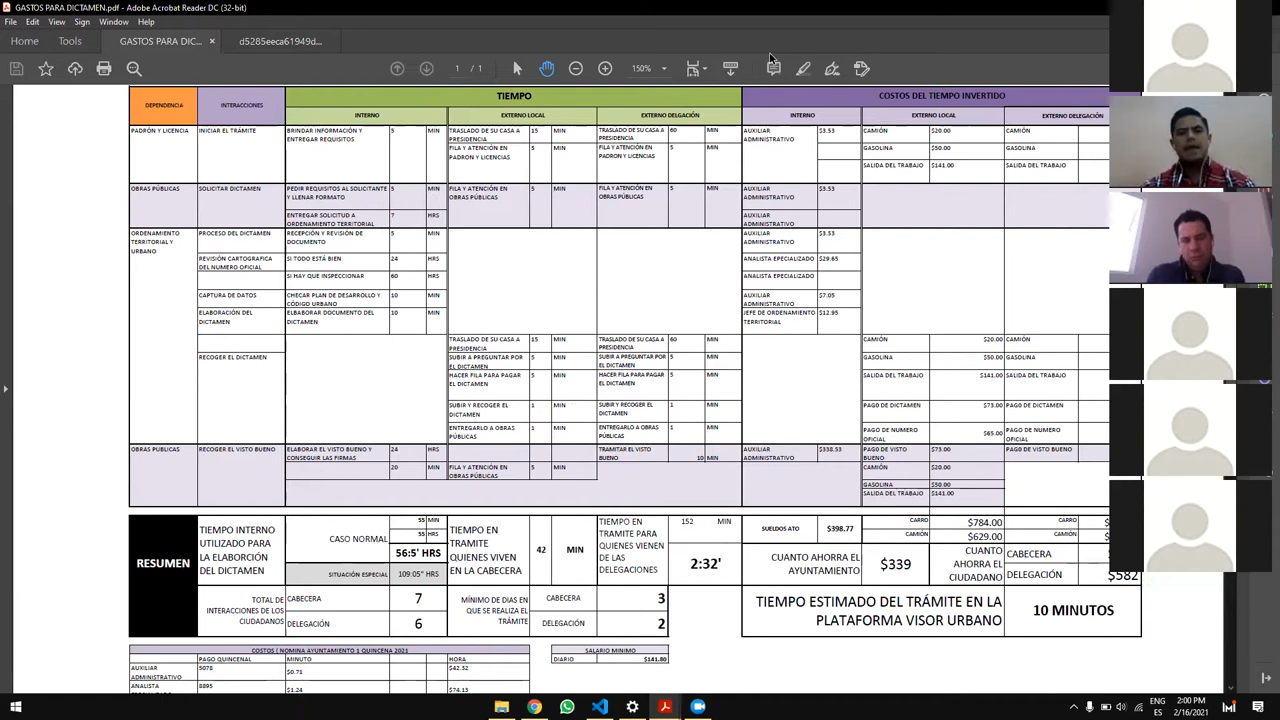 GASTOS PARA DICTAMEN.pdf - Adobe Acrobat Reader DC (32-bit)
File Edit View Sign Window Help
Home Tools GASTOS PARA DIC... × d5285eeca61949d...
1 / 1 150%
DEPENDENCIA INTERACCIONES TIEMPO COSTOS DEL TIEMPO INVERTIDO
INTERNO EXTERNO LOCAL EXTERNO DELGACIÓN INTERNO EXTERNO LOCAL EXTERNO DELEGACIÓN
PADRÓN Y LICENCIA INICIAR EL TRÁMITE BRINDAR INFORMACIÓN Y 5 MIN TRASLADO DE SU CASA A 15 MIN TRASLADO DE SU CASA A 60 MIN AUXILIAR $3.53 CAMIÓN $20.00 CAMIÓN
ENTREGAR REQUISITOS PRESIDENCIA PRESIDENCIA ADMINISTRATIVO
FILA Y ATENCIÓN EN 5 MIN FILA Y ATENCIÓN EN 5 MIN GASOLINA $50.00 GASOLINA
PADRON Y LICENCIAS PADRON Y LICENCIAS
SALIDA DEL TRABAJO $141.00 SALIDA DEL TRABAJO
OBRAS PÚBLICAS SOLICITAR DICTAMEN PEDIR REQUISITOS AL SOLICITANTE 5 MIN FILA Y ATENCIÓN EN 5 MIN FILA Y ATENCIÓN EN 5 MIN AUXILIAR $3.53
Y LLENAR FORMATO OBRAS PÚBLICAS OBRAS PÚBLICAS ADMINISTRATIVO
ENTREGAR SOLICITUD A 7 HRS AUXILIAR
ORDENAMIENTO TERRITORIAL ADMINISTRATIVO
ORDENAMIENTO PROCESO DEL DICTAMEN RECEPCIÓN Y REVISIÓN DE 5 MIN AUXILIAR $3.53
TERRITORIAL Y DOCUMENTO ADMINISTRATIVO
URBANO
REVISIÓN CARTOGRAFICA SI TODO ESTÁ BIEN 24 HRS ANALISTA EPECIALIZADO $29.65
DEL NUMERO OFICIAL
SI HAY QUE INSPECCIONAR 60 HRS ANALISTA EPECIALIZADO
CAPTURA DE DATOS CHECAR PLAN DE DESARROLLO Y 10 MIN AUXILIAR $7.05
CÓDIGO URBANO ADMINISTRATIVO
ELABORACIÓN DEL ELBABORAR DOCUMENTO DEL 10 MIN JEFE DE ORDENAMIENTO $12.95
DICTAMEN DICTAMEN TERRITORIAL
TRASLADO DE SU CASA A 15 MIN TRASLADO DE SU CASA A 60 MIN CAMIÓN $20.00 CAMIÓN
PRESIDENCIA PRESIDENCIA
RECOGER EL DICTAMEN SUBIR A PREGUNTAR POR 5 MIN SUBIR A PREGUNTAR POR 5 MIN GASOLINA $50.00 GASOLINA
EL DICTAMEN EL DICTAMEN
HACER FILA PARA PAGAR 5 MIN HACER FILA PARA PAGAR 5 MIN SALIDA DEL TRABAJO $141.00 SALIDA DEL TRABAJO
EL DICTAMEN EL DICTAMEN
SUBIR Y RECOGER EL 1 MIN SUBIR Y RECOGER EL 1 MIN PAGO DE DICTAMEN $73.00 PAGO DE DICTAMEN
DICTAMEN DICTAMEN
ENTREGARLO A OBRAS 1 MIN ENTREGARLO A OBRAS 1 MIN PAGO DE NUMERO $65.00 PAGO DE NUMERO
PÚBLICAS PÚBLICAS OFICIAL OFICIAL
OBRAS PUBLICAS RECOGER EL VISTO BUENO ELABORAR EL VISTO BUENO Y 24 HRS TRAMITAR EL VISTO 10 MIN AUXILIAR $338.53 PAGO DE VISTO $73.00 PAGO DE VISTO BUENO
CONSEGUIR LAS FIRMAS BUENO ADMINISTRATIVO BUENO
20 MIN FILA Y ATENCIÓN EN 5 MIN CAMIÓN $20.00
OBRAS PÚBLICAS
GASOLINA $50.00
SALIDA DEL TRABAJO $141.00
RESUMEN
TIEMPO INTERNO
UTILIZADO PARA
LA ELABORCIÓN
DEL DICTAMEN
CASO NORMAL
55 MIN
55 HRS
56:5' HRS
SITUACIÓN ESPECIAL 109:05" HRS
TIEMPO EN
TRAMITE
QUIENES VIVEN
EN LA CABECERA
42 MIN
TIEMPO EN
TRAMITE PARA
QUIENES VIENEN
DE LAS
DELEGACIONES
152 MIN
2:32'
SUELDOS ATO $398.77
CARRO $784.00 CARRO
CAMIÓN $629.00 CAMIÓN
CUANTO AHORRA EL
AYUNTAMIENTO
$339
CUANTO
AHORRA EL
CIUDADANO
CABECERA
DELEGACIÓN $582
TOTAL DE
INTERACCIONES DE LOS
CIUDADANOS
CABECERA 7
DELEGACIÓN 6
MÍNIMO DE DIAS EN
QUE SE REALIZA EL
TRÁMITE
CABECERA 3
DELEGACIÓN 2
TIEMPO ESTIMADO DEL TRÁMITE EN LA
PLATAFORMA VISOR URBANO
10 MINUTOS
COSTOS / NOMINA AYUNTAMIENTO 1 QUINCENA 2021
PAGO QUINCENAL MINUTO HORA
AUXILIAR 5078 $0.71 $42.32
ADMINISTRATIVO
ANALISTA 8895 $1.24 $74.13
SALARIO MINIMO
DIARIO $141.80
ENG 2:00 PM
ES 2/16/2021